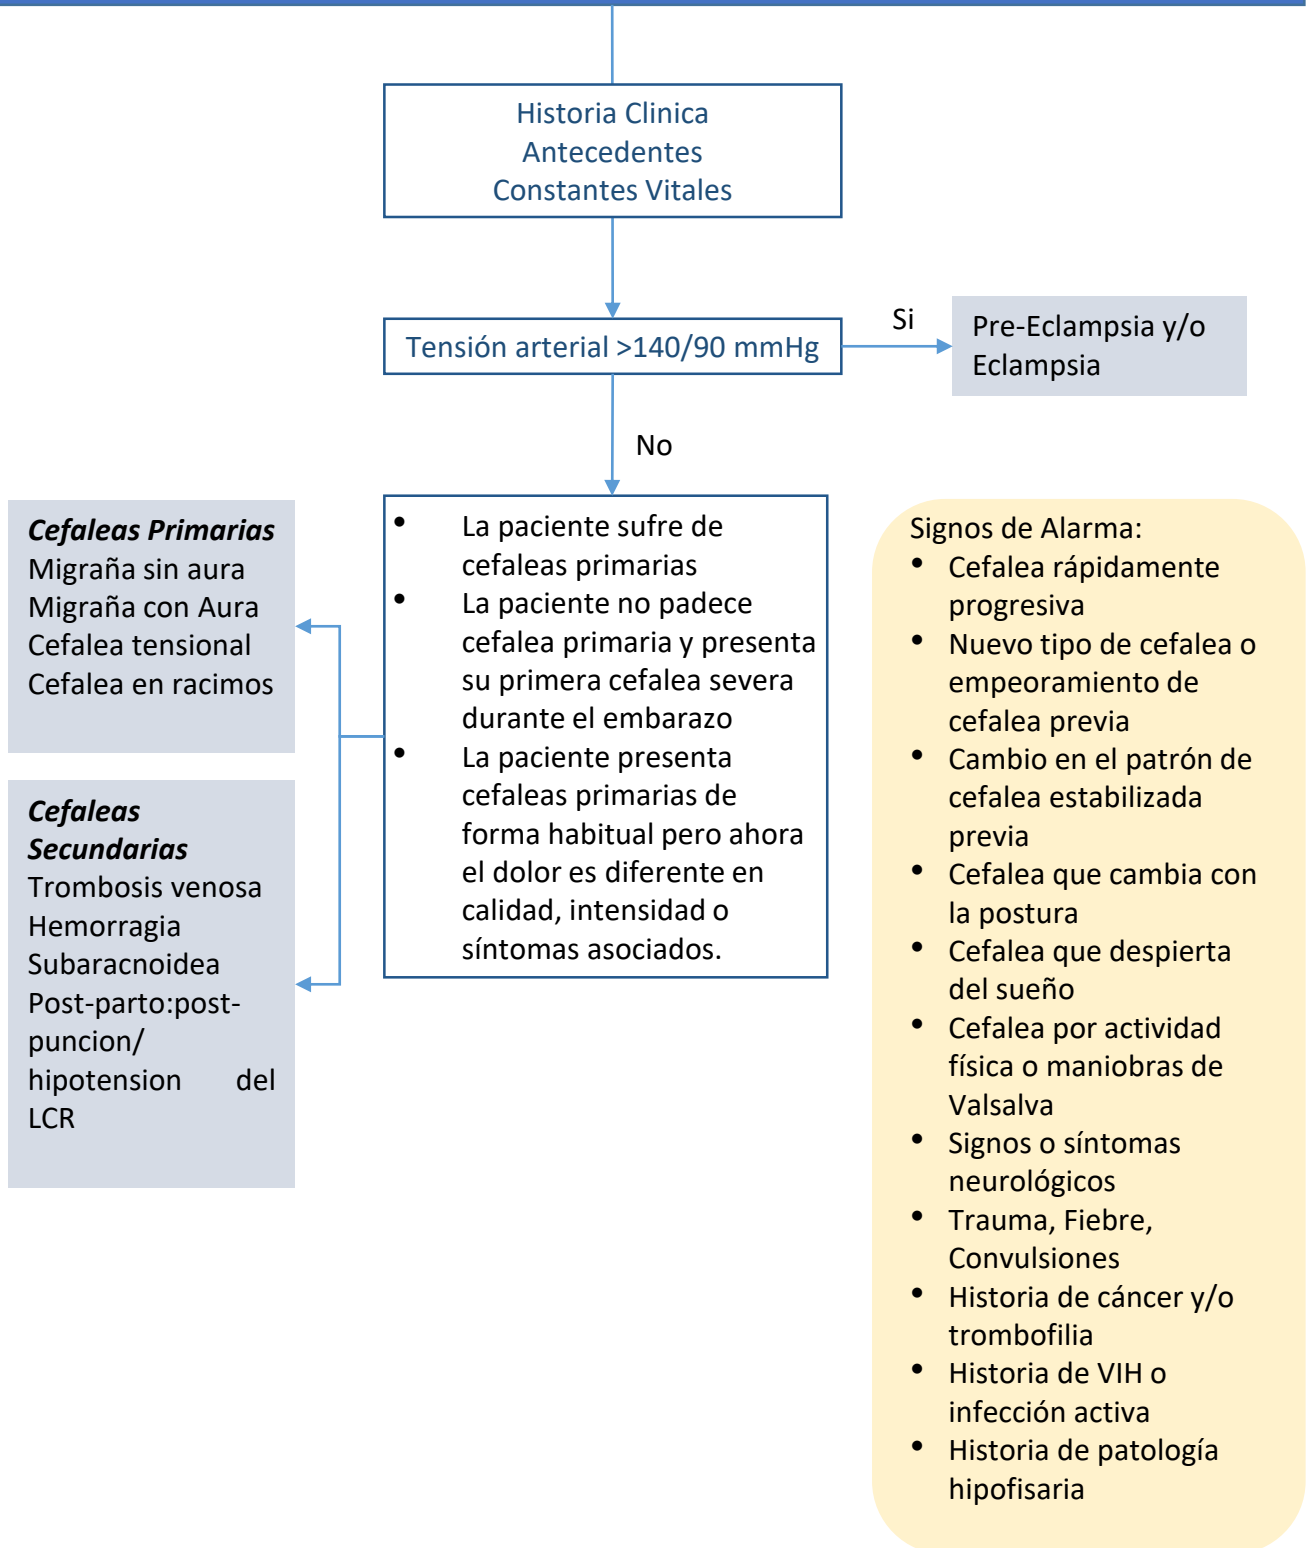 Historia Clinica
Antecedentes
Constantes Vitales
Tensión arterial >140/90 mmHg
Si
Pre-Eclampsia y/o
Eclampsia
No
Cefaleas Primarias
Migraña sin aura
Migraña con Aura
Cefalea tensional
Cefalea en racimos
Cefaleas
Secundarias
Trombosis venosa
Hemorragia
Subaracnoidea
Post-parto:post-
puncion/
hipotension del
LCR
• La paciente sufre de
cefaleas primarias
• La paciente no padece
cefalea primaria y presenta
su primera cefalea severa
durante el embarazo
• La paciente presenta
cefaleas primarias de
forma habitual pero ahora
el dolor es diferente en
calidad, intensidad o
síntomas asociados.
Signos de Alarma:
• Cefalea rápidamente
progresiva
• Nuevo tipo de cefalea o
empeoramiento de
cefalea previa
• Cambio en el patrón de
cefalea estabilizada
previa
• Cefalea que cambia con
la postura
• Cefalea que despierta
del sueño
• Cefalea por actividad
física o maniobras de
Valsalva
• Signos o síntomas
neurológicos
• Trauma, Fiebre,
Convulsiones
• Historia de cáncer y/o
trombofilia
• Historia de VIH o
infección activa
• Historia de patología
hipofisaria